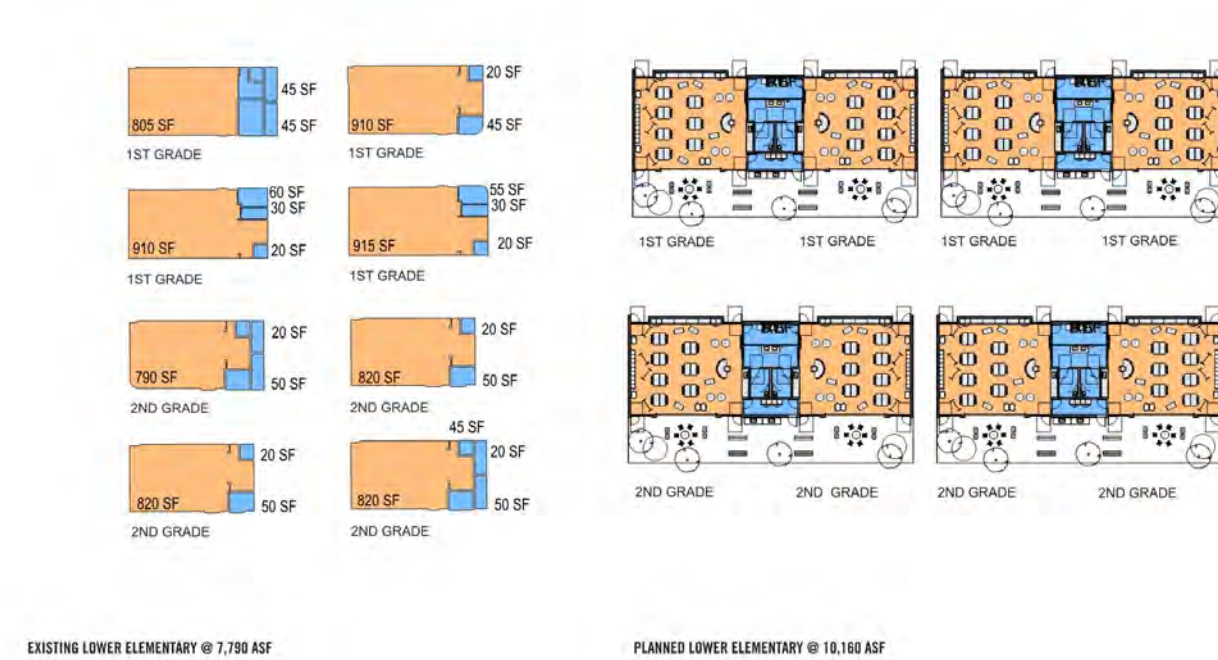 45 SF
805 SF
45 SF
1ST GRADE
20 SF
910 SF
45 SF
1ST GRADE
60 SF
30 SF
910 SF
20 SF
1ST GRADE
55 SF
30 SF
915 SF
20 SF
1ST GRADE
20 SF
790 SF
50 SF
2ND GRADE
20 SF
820 SF
50 SF
2ND GRADE
20 SF
820 SF
50 SF
2ND GRADE
45 SF
20 SF
820 SF
50 SF
2ND GRADE
EXISTING LOWER ELEMENTARY @ 7,790 ASF
1ST GRADE
1ST GRADE
1ST GRADE
1ST GRADE
2ND GRADE
2ND GRADE
2ND GRADE
2ND GRADE
PLANNED LOWER ELEMENTARY @ 10,160 ASF